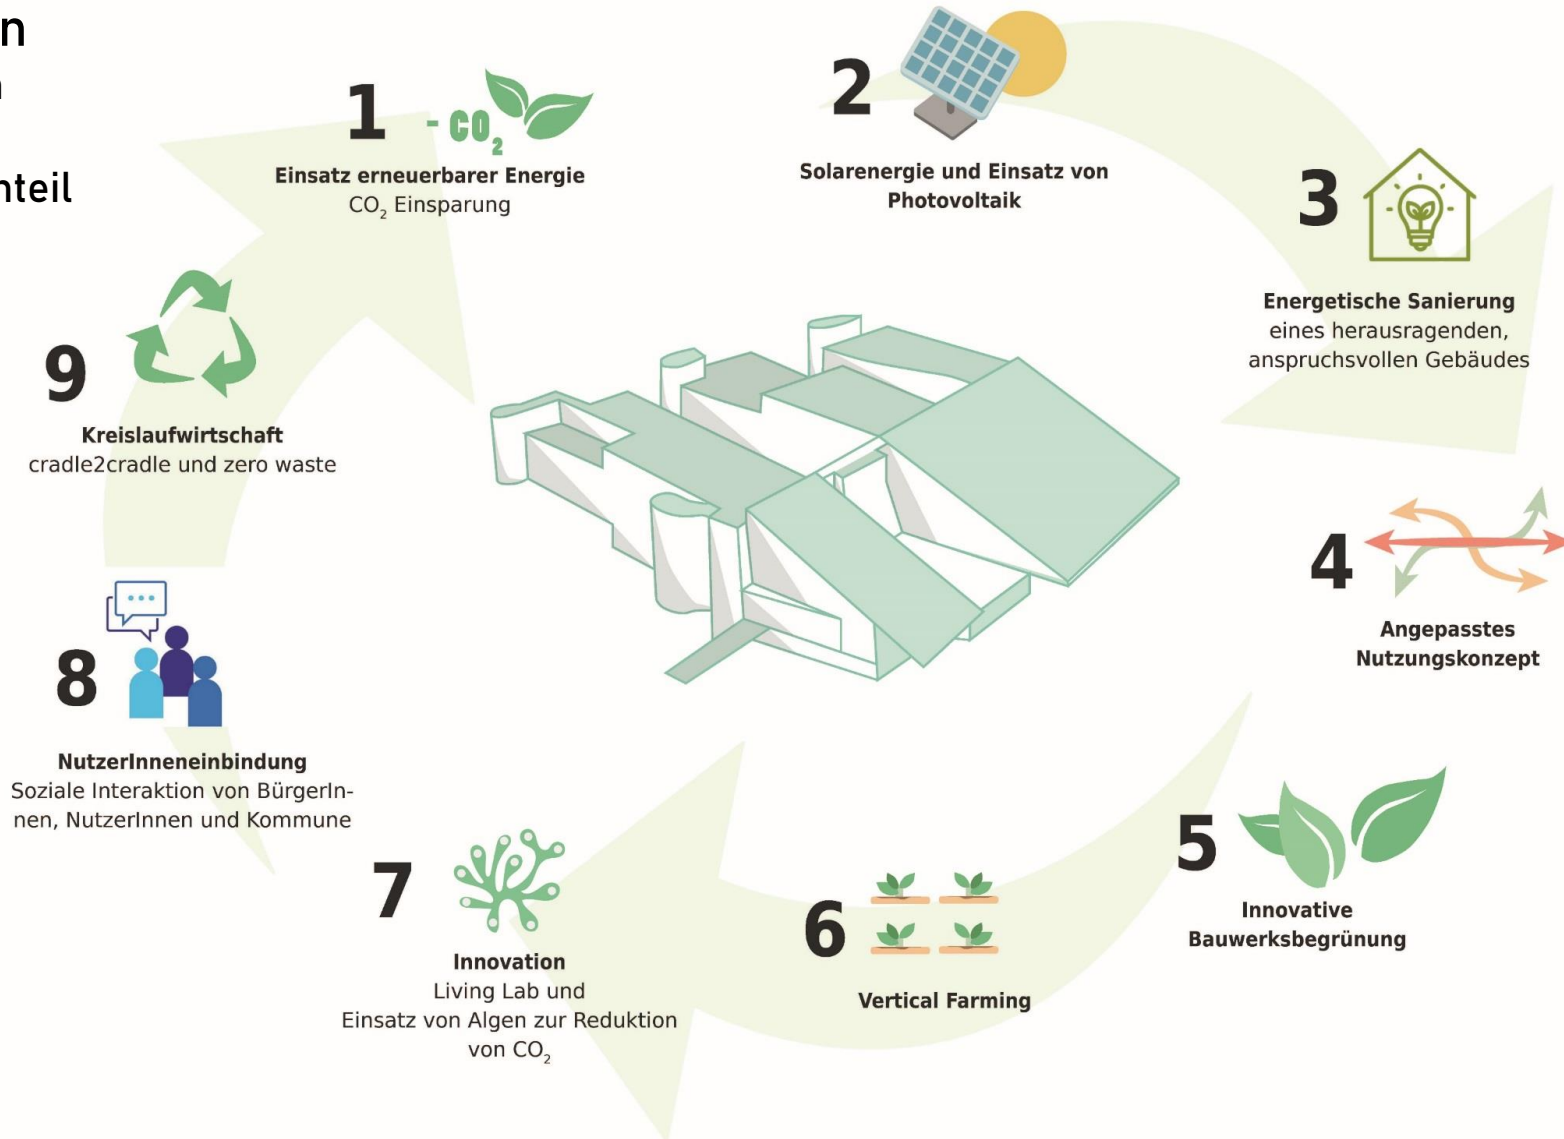 n
nteil
1
- CO2
Einsatz erneuerbarer Energie
CO2 Einsparung
2
Solarenergie und Einsatz von
Photovoltaik
3
Energetische Sanierung
eines herausragenden,
anspruchsvollen Gebäudes
4
Angepasstes
Nutzungskonzept
5
Innovative
Bauwerksbegrünung
6
Vertical Farming
7
Innovation
Living Lab und
Einsatz von Algen zur Reduktion
von CO2
8
NutzerInneneinbindung
Soziale Interaktion von BürgerIn-
nen, NutzerInnen und Kommune
9
Kreislaufwirtschaft
cradle2cradle und zero waste